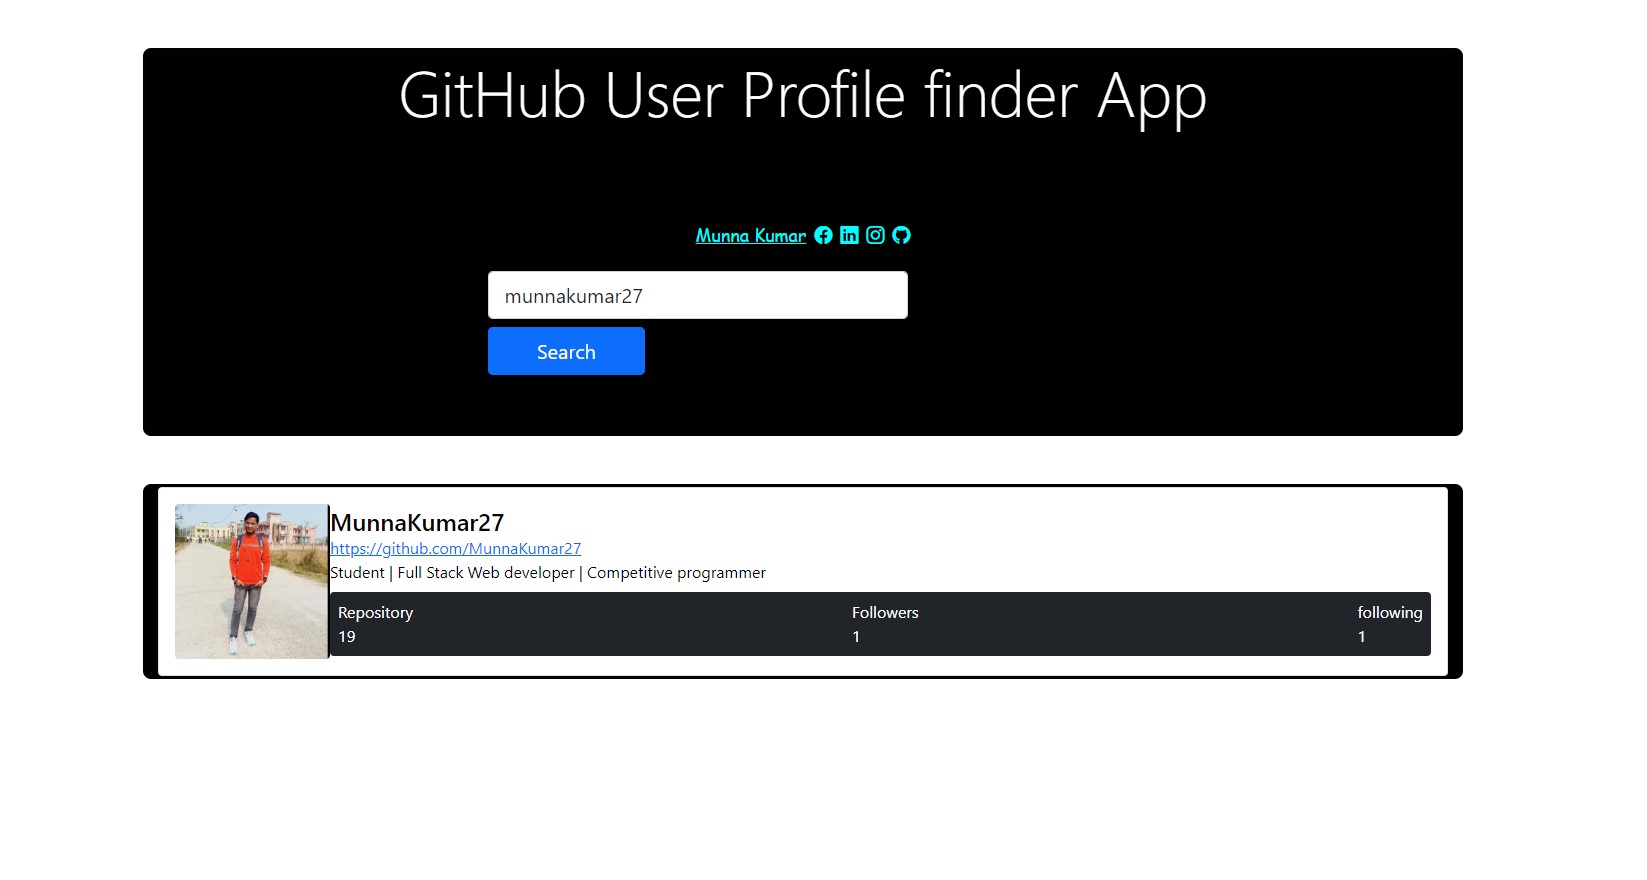 GitHub User Profile finder App
Munna Kumar
munnakumar27
Search
MunnaKumar27
https://github.com/MunnaKumar27
Student | Full Stack Web developer | Competitive programmer
Repository Followers following
19 1 1